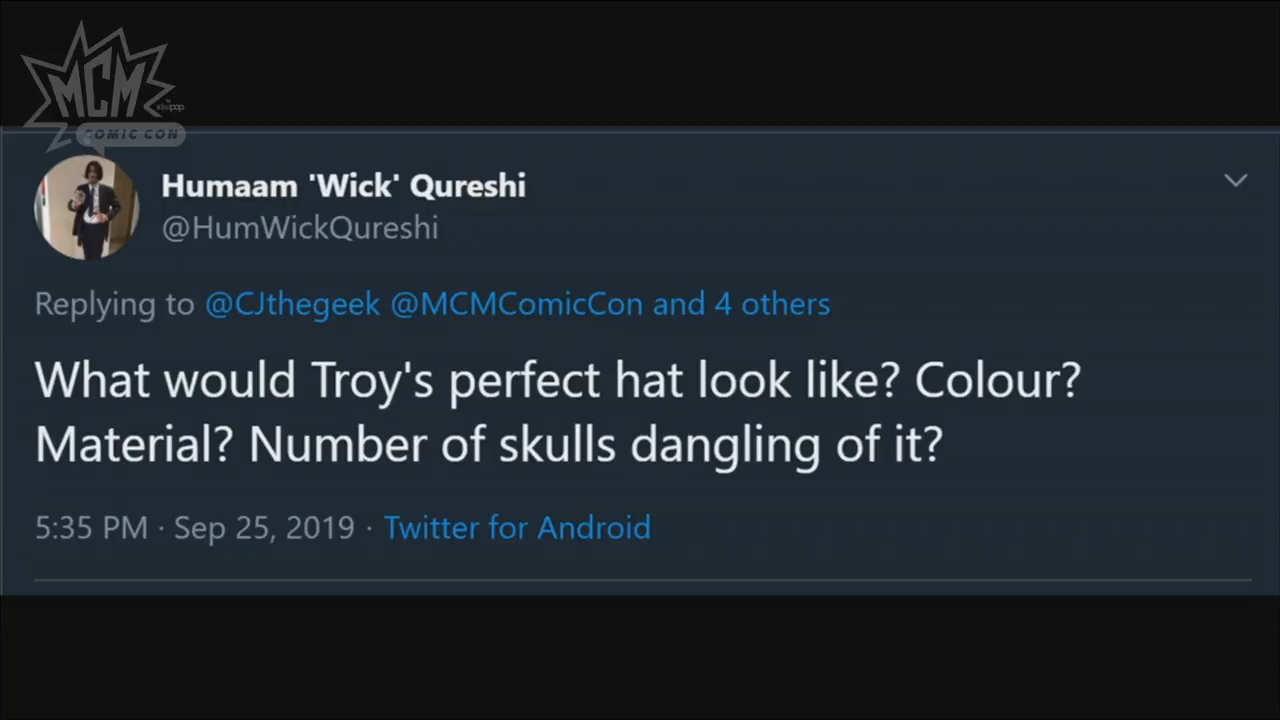 MCM
COMIC CON
Humaam 'Wick' Qureshi
@HumWickQureshi
Replying to @CJthegeek @MCMComicCon and 4 others
What would Troy's perfect hat look like? Colour?
Material? Number of skulls dangling of it?
5:35 PM · Sep 25, 2019 · Twitter for Android